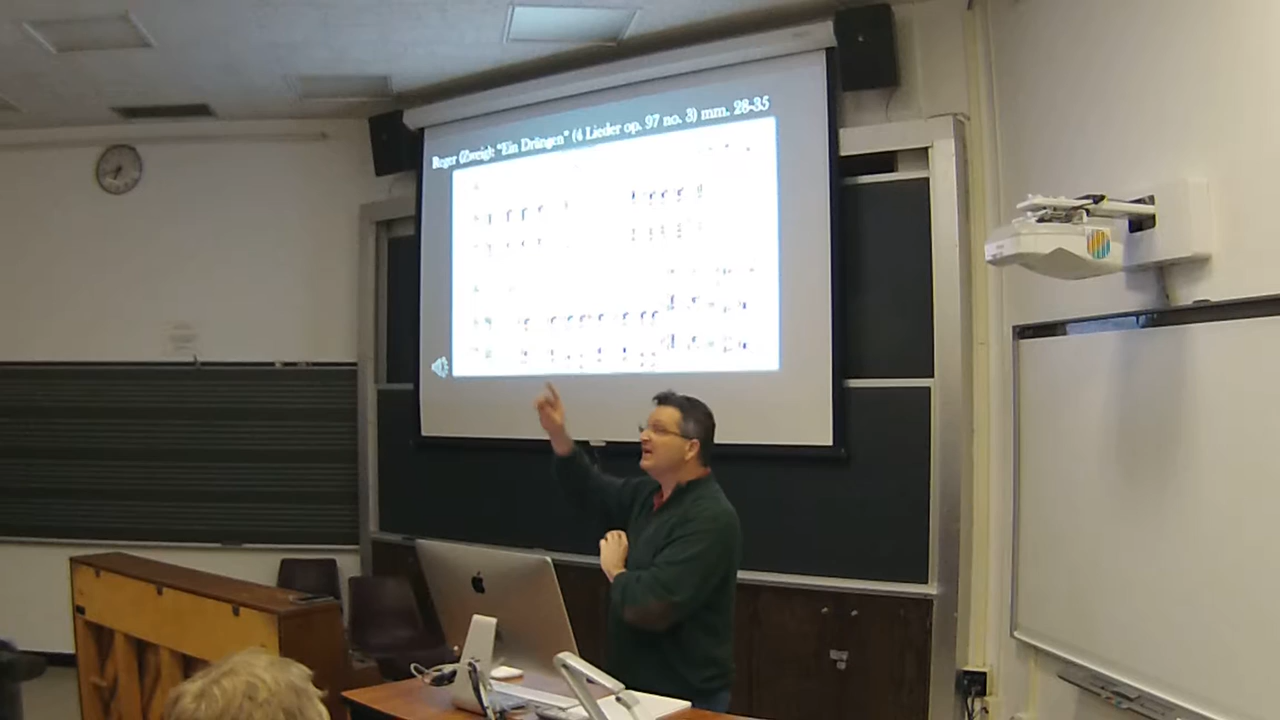 Reger (Zweig): "Ein Drängen" (4 Lieder op. 97 no. 3) mm. 28-35